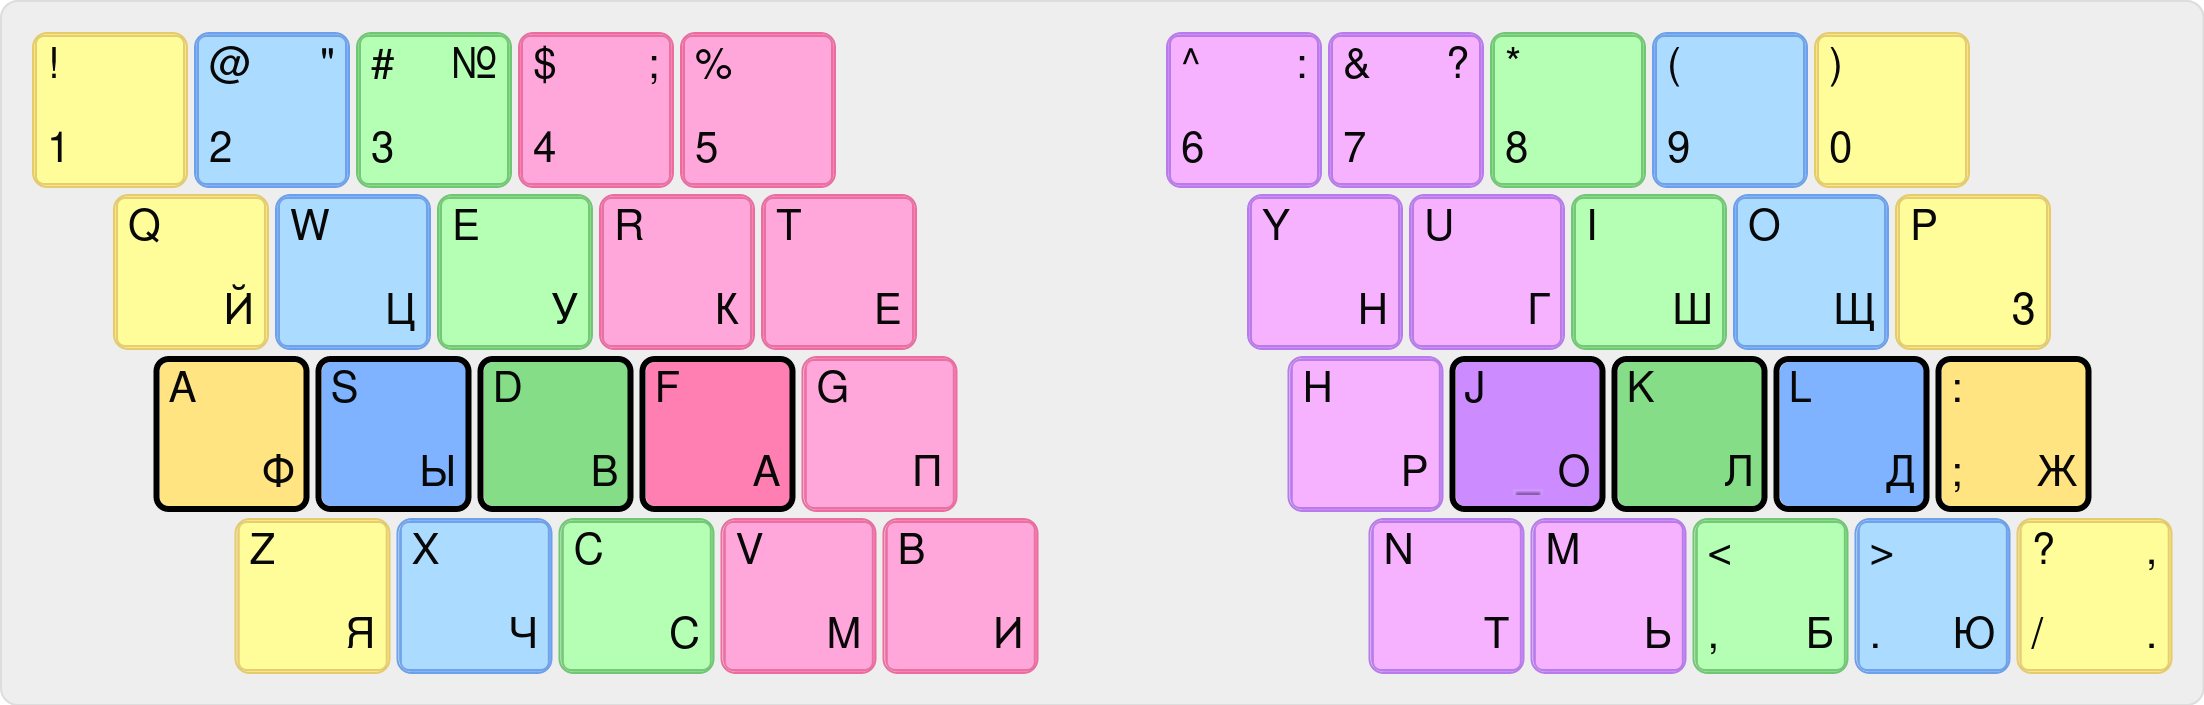 ! @ " # № $ ; % ^ : & ? * ( )
1 2 3 4 5 6 7 8 9 0
Q W E R T Y U I O P
Й Ц У К Е Н Г Ш Щ З
A S D F G H J K L :
Ф Ы В А П Р _ О Л Д ; Ж
Z X C V B N M < > ? ,
Я Ч С М И Т Ь , Б . Ю / .